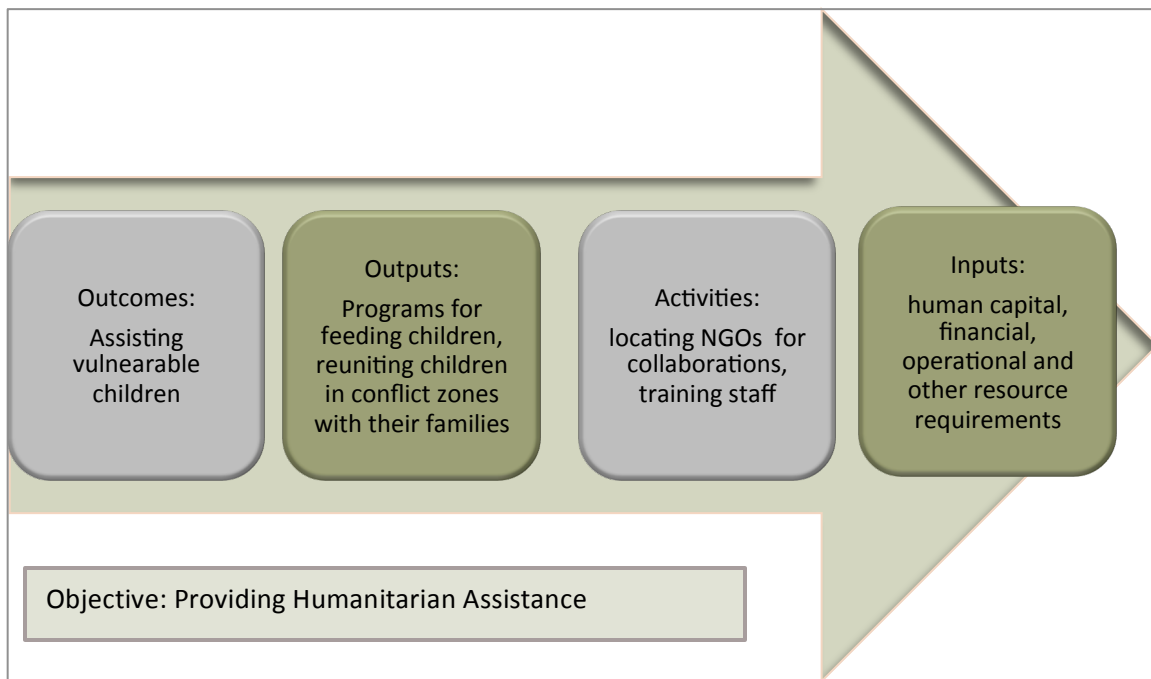 Outcomes:
Assisting
vulnearable
children
Outputs:
Programs for
feeding children,
reuniting children
in conflict zones
with their families
Activities:
locating NGOs for
collaborations,
training staff
Inputs:
human capital,
financial,
operational and
other resource
requirements
Objective: Providing Humanitarian Assistance